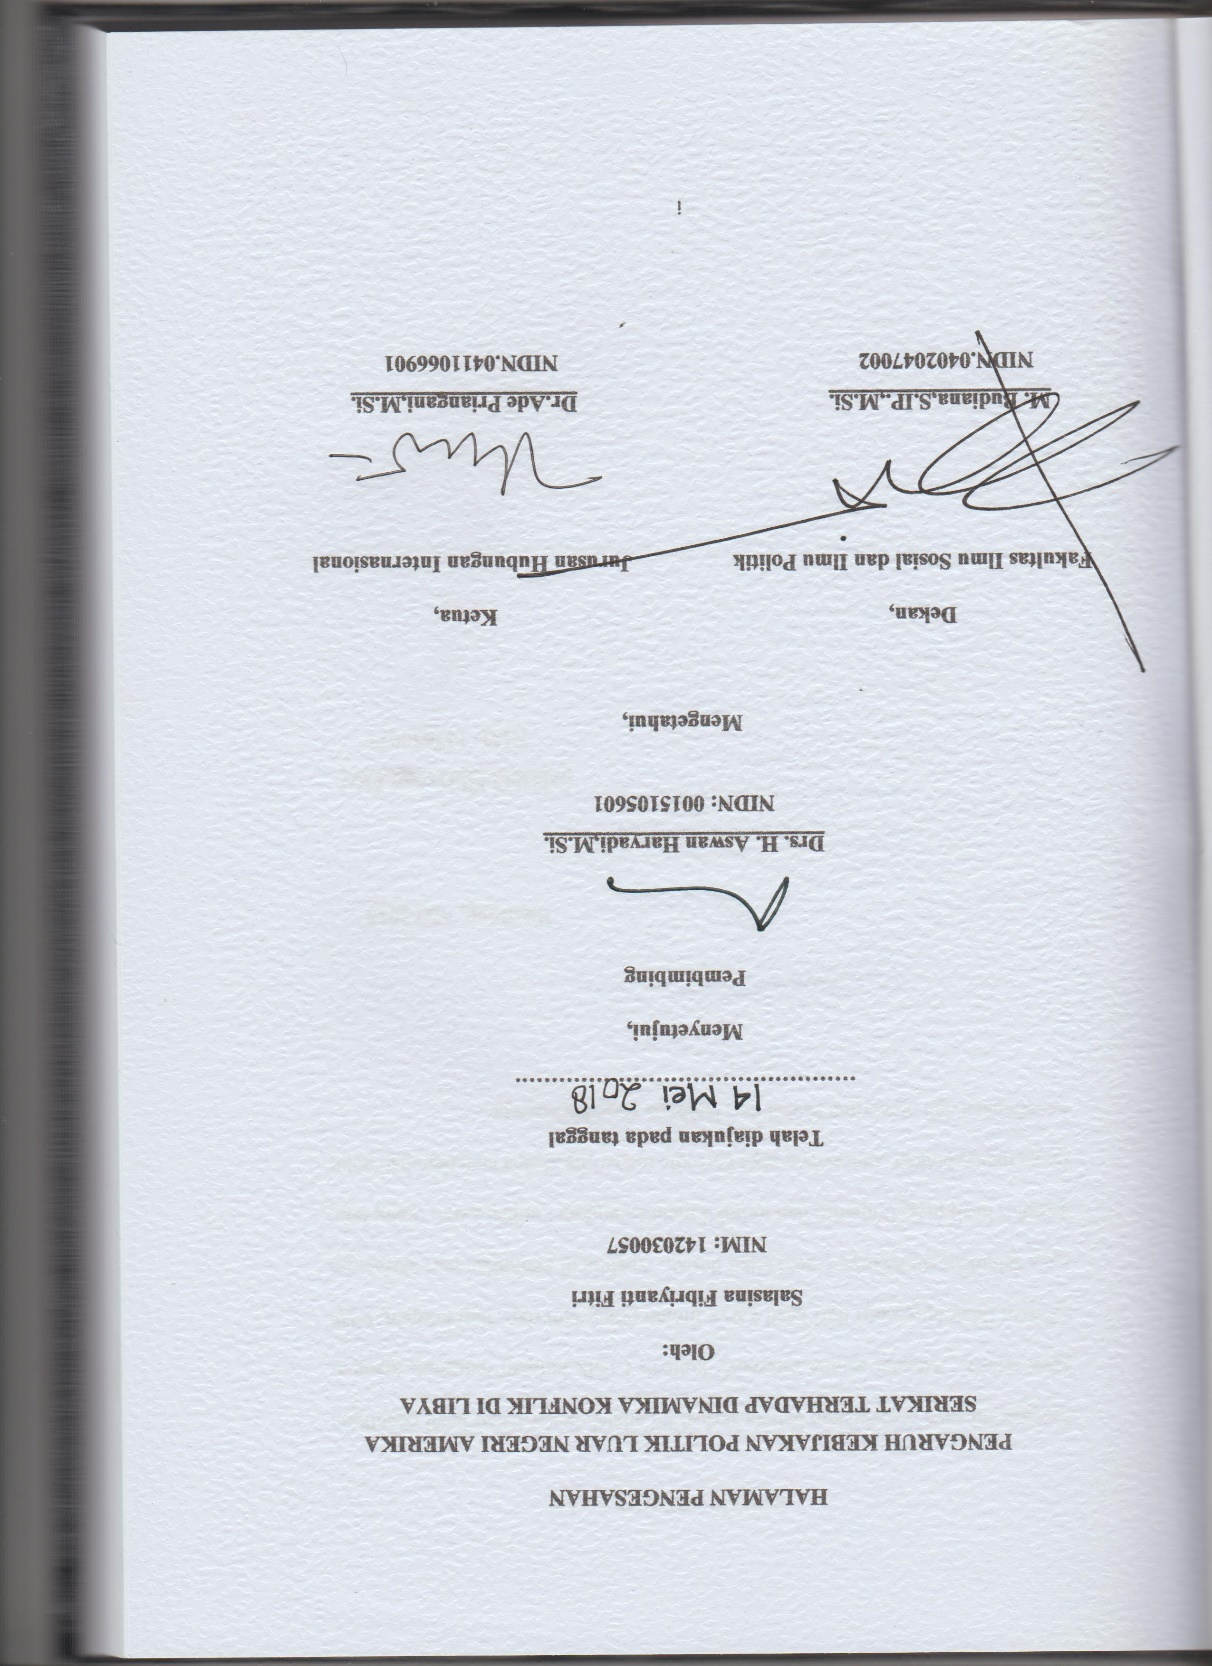 HALAMAN PENGESAHAN
PENGARUH KEBIJAKAN POLITIK LUAR NEGERI AMERIKA
SERIKAT TERHADAP DINAMIKA KONFLIK DI LIBYA
Oleh:
Salasina Fibriyanti Fitri
NIM: 142030057
Telah diajukan pada tanggal
14 Mei 2018
Menyetujui,
Pembimbing
Drs. H. Aswan Haryadi,M.Si.
NIDN: 0015105601
Mengetahui,
Dekan,
Fakultas Ilmu Sosial dan Ilmu Politik
M. Budiana,S.IP.,M.Si.
NIDN.0402047002
Ketua,
Jurusan Hubungan Internasional
Dr.Ade Priangani,M.Si.
NIDN.0411066901
i